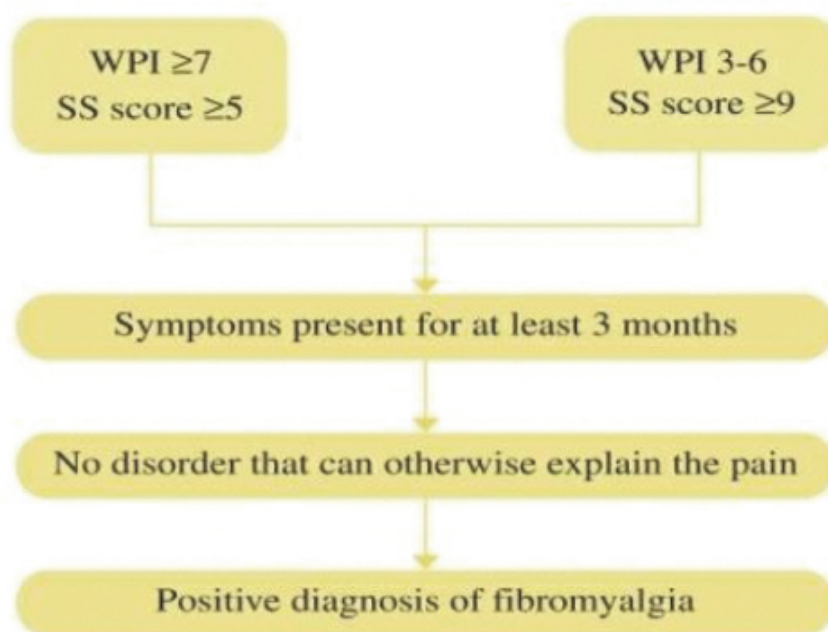 WPI ≥7
SS score ≥5
WPI 3-6
SS score ≥9
Symptoms present for at least 3 months
No disorder that can otherwise explain the pain
Positive diagnosis of fibromyalgia